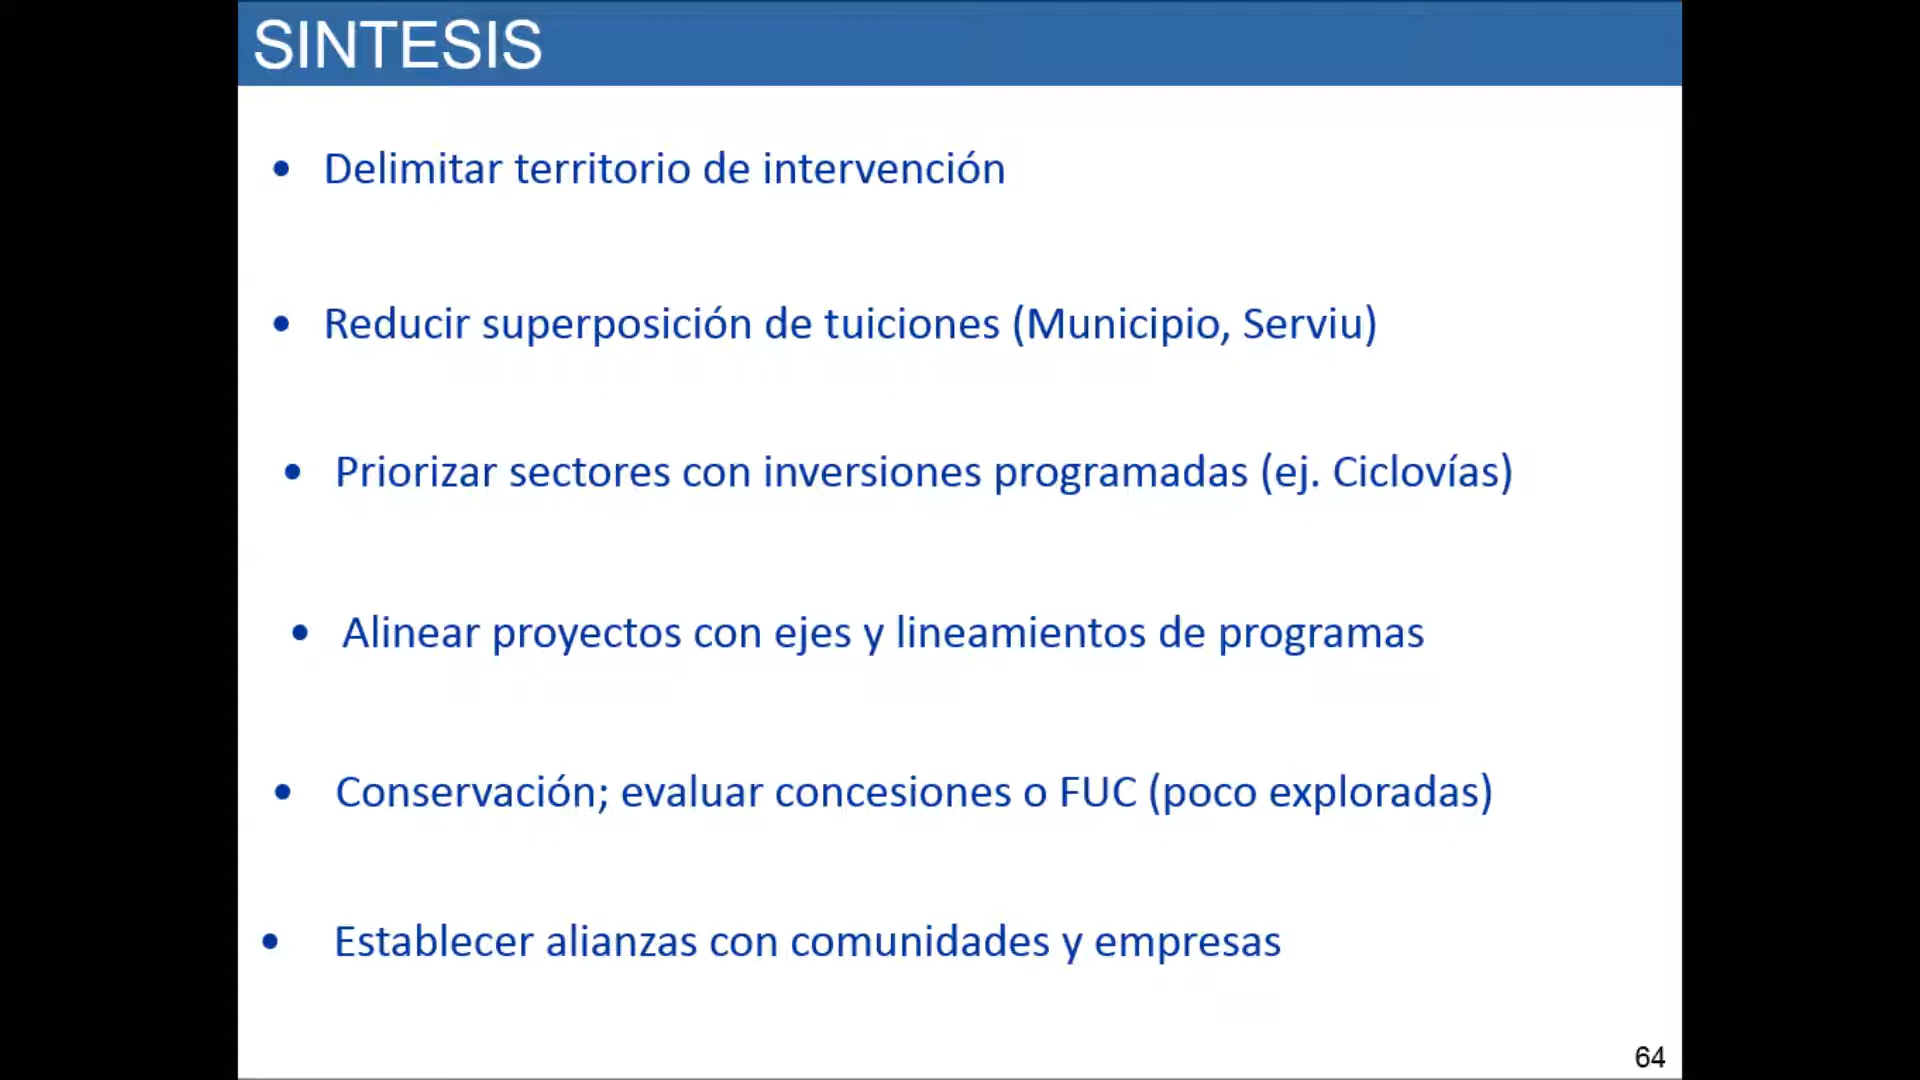 SINTESIS
• Delimitar territorio de intervención
• Reducir superposición de tuiciones (Municipio, Serviu)
• Priorizar sectores con inversiones programadas (ej. Ciclovías)
• Alinear proyectos con ejes y lineamientos de programas
• Conservación; evaluar concesiones o FUC (poco exploradas)
• Establecer alianzas con comunidades y empresas
64